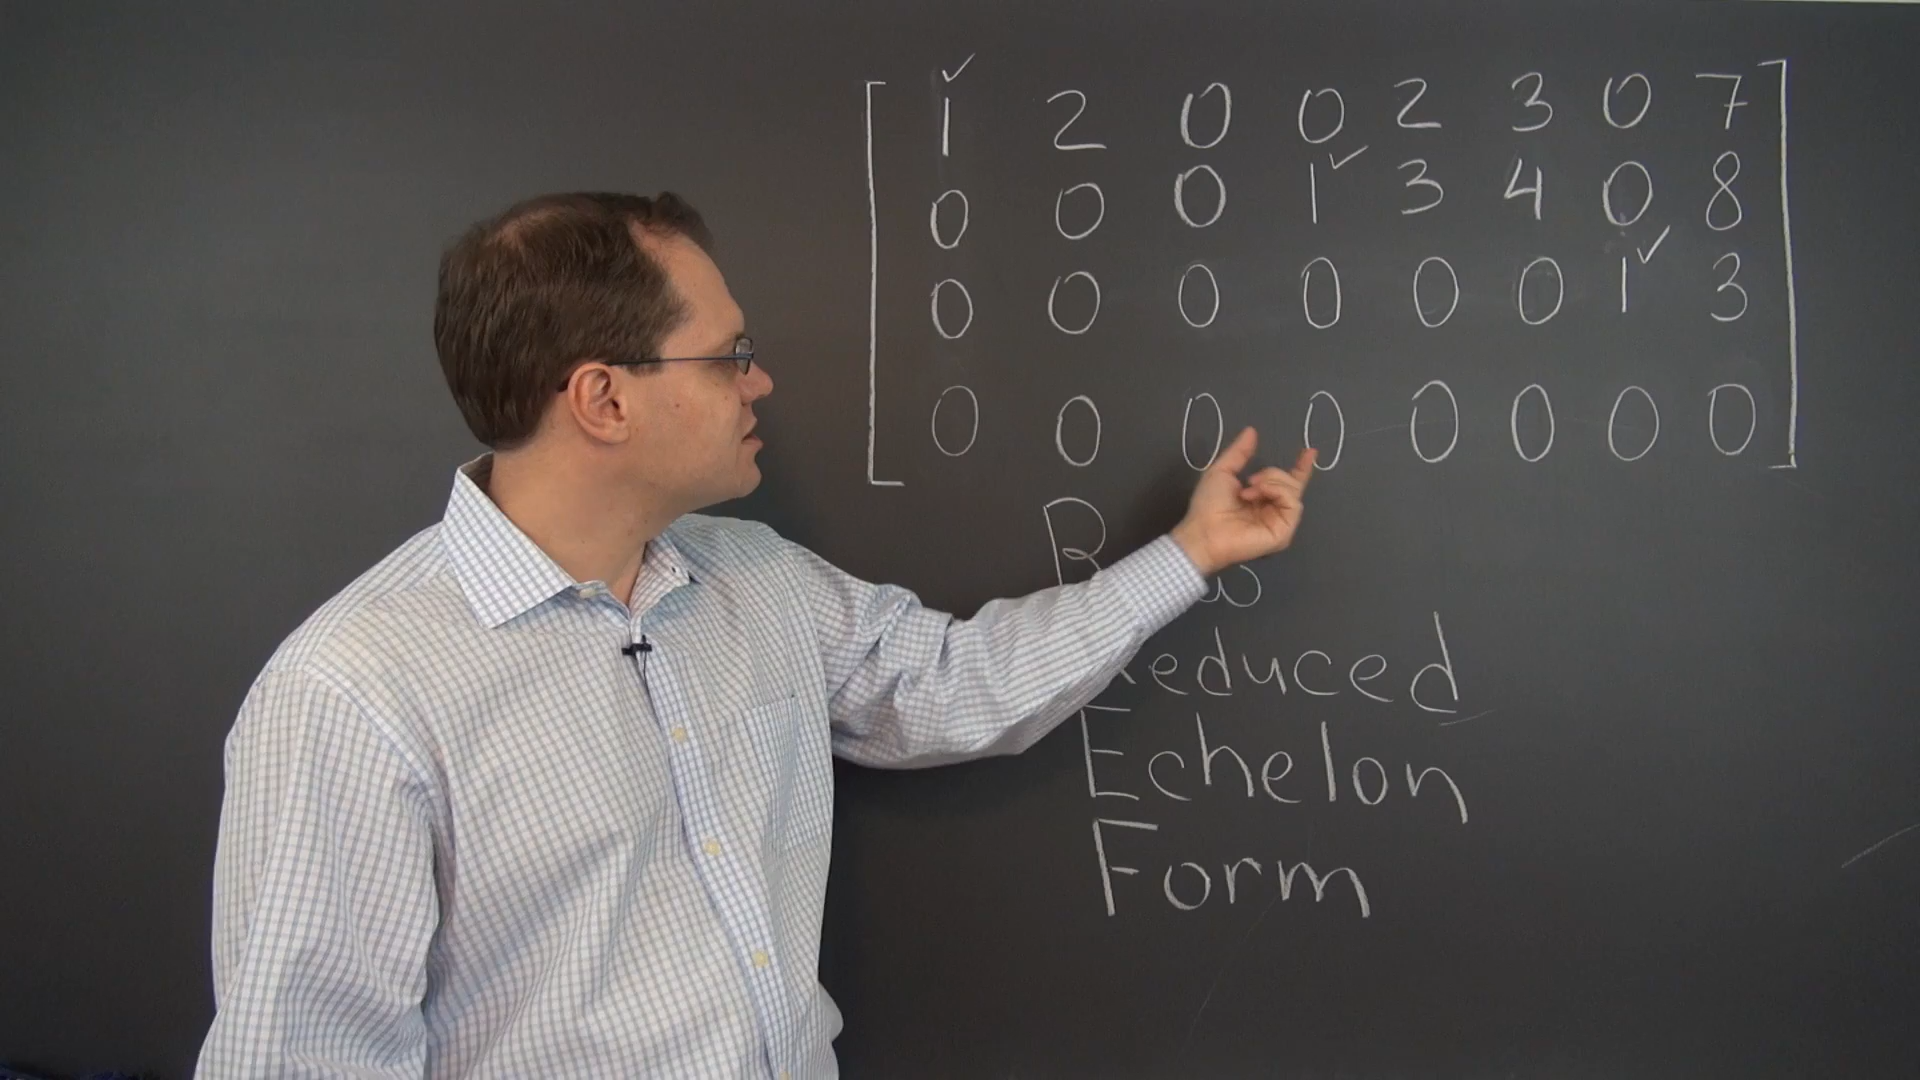 1 2 0 0 2 3 0 7
0 0 0 1 3 4 0 8
0 0 0 0 0 0 1 3
0 0 0 0 0 0 0 0
Reduced
Echelon
Form